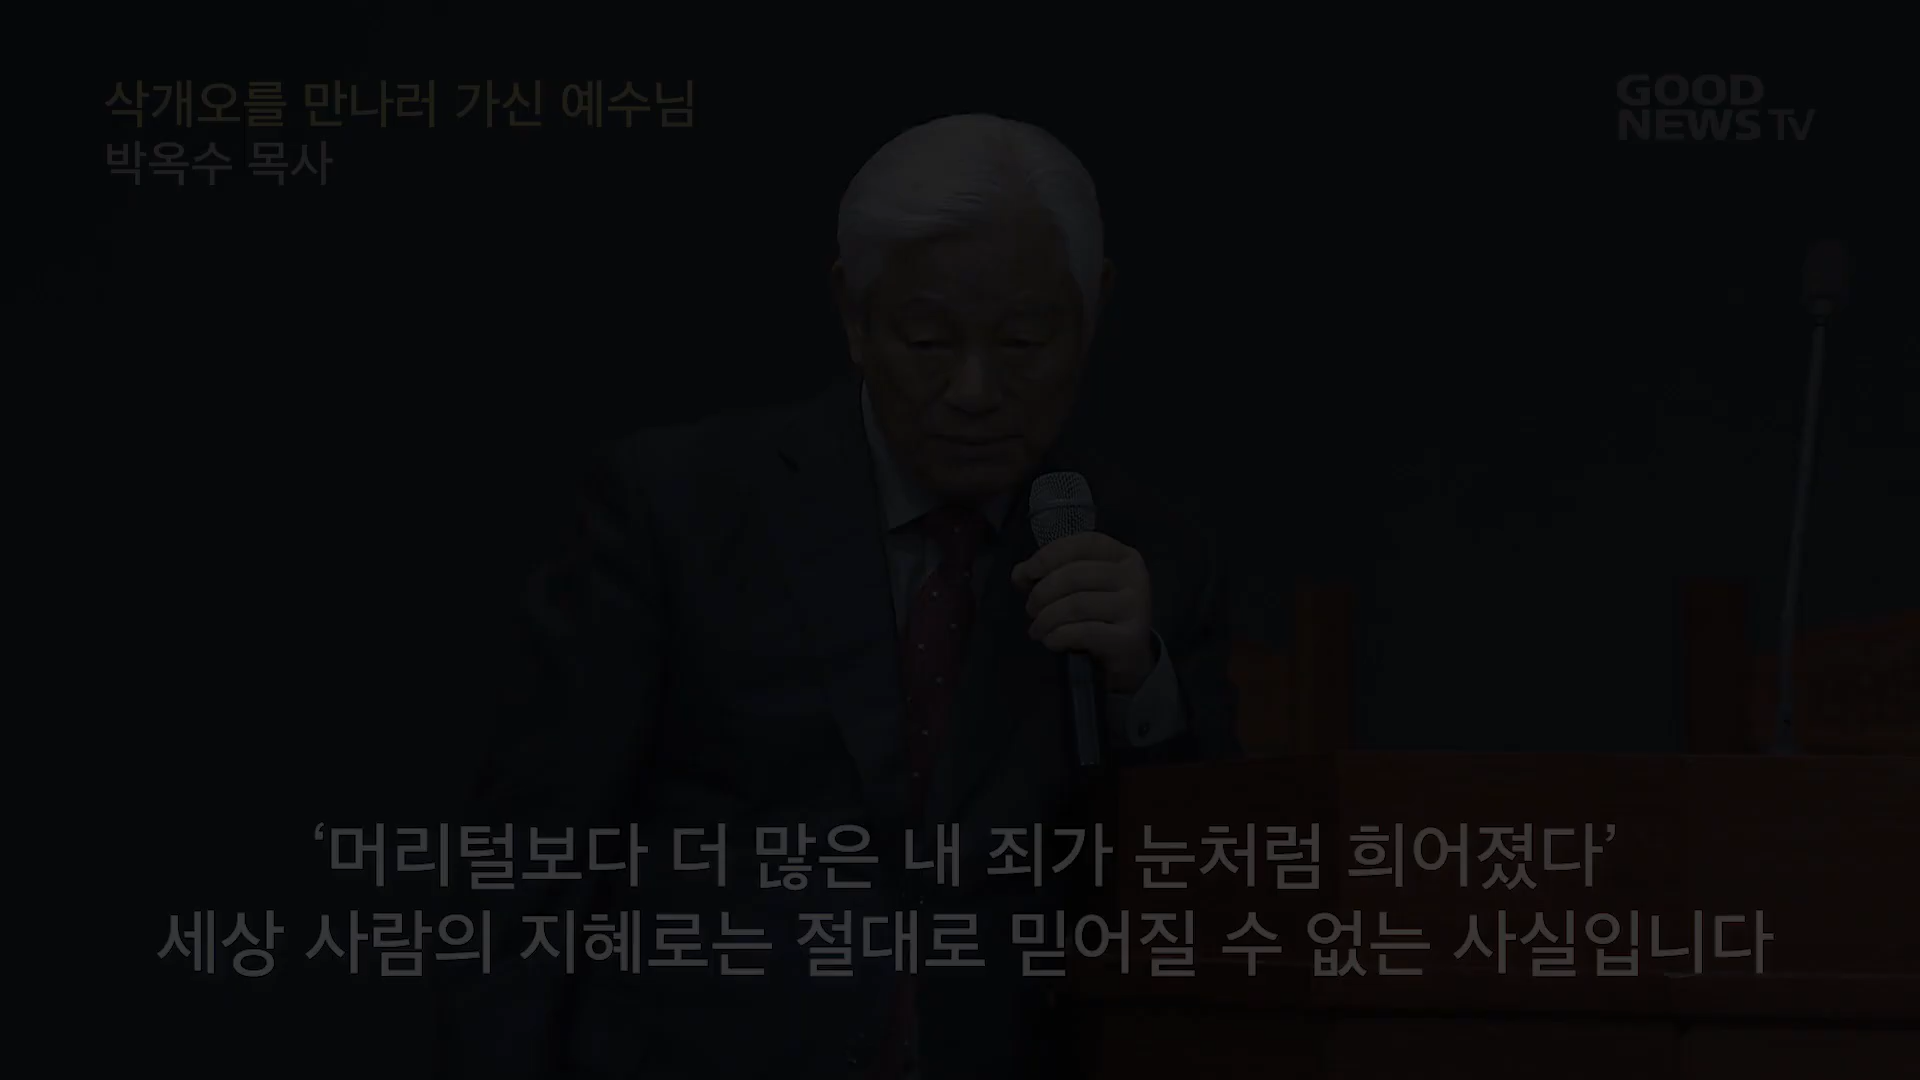 삭개오를 만나러 가신 예수님
박옥수 목사
GOOD
NEWS TV
‘머리털보다 더 많은 내 죄가 눈처럼 희어졌다’
세상 사람의 지혜로는 절대로 믿어질 수 없는 사실입니다